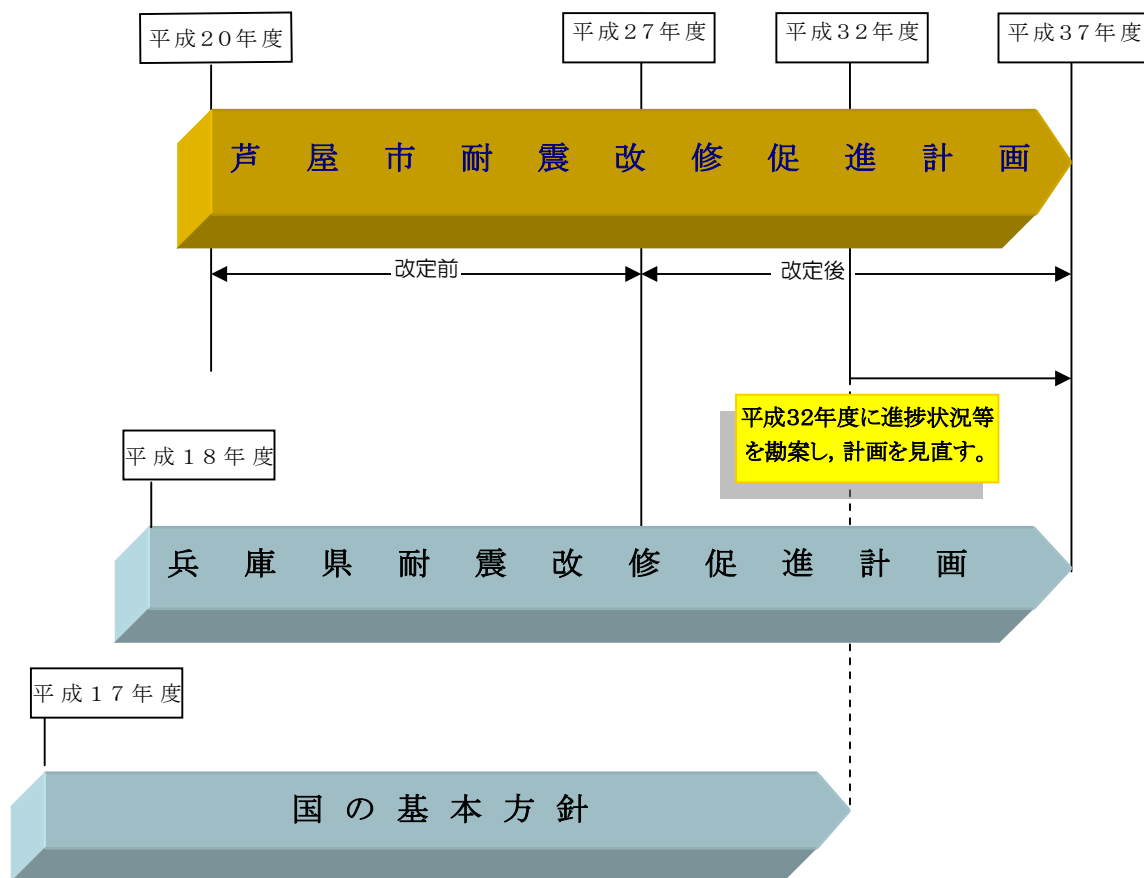 平成２０年度
平成２７年度
平成３２年度
平成３７年度
芦屋市耐震改修促進計画
改定前
改定後
平成32年度に進捗状況等
を勘案し，計画を見直す。
平成１８年度
兵庫県耐震改修促進計画
平成１７年度
国の基本方針